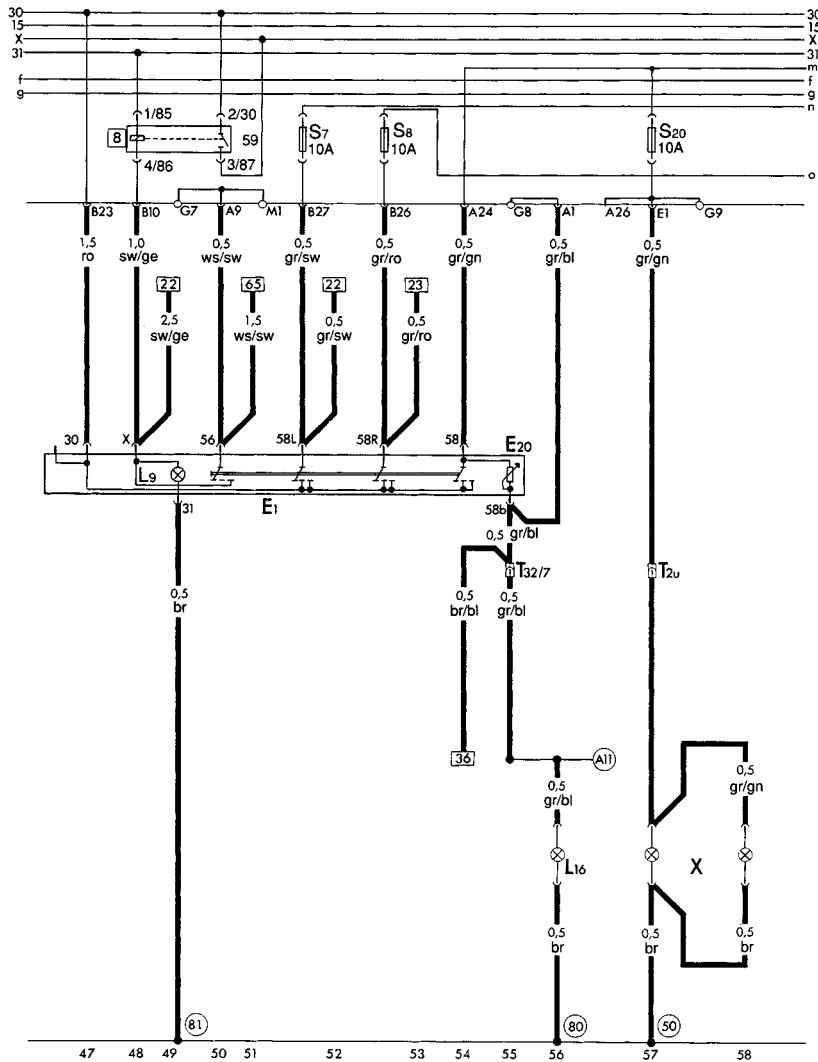 30 30
15 15
X X
31 31
m
f f
g g
n
1/85 2/30
8 59
S7 10A
S8 10A
S20 10A
4/86 3/87
o
B23 B10 G7 A9 M1 B27 B26 A24 G8 A1 A26 E1 G9
1,5 ro
1,0 sw/ge
0,5 ws/sw
0,5 gr/sw
0,5 gr/ro
0,5 gr/gn
0,5 gr/bl
0,5 gr/gn
22 65 22 23
2,5 sw/ge
1,5 ws/sw
0,5 gr/sw
0,5 gr/ro
30 X 56 58L 58R 58 E20
L9
31 E1 58b
0,5 gr/bl
T32/7 T2u
0,5 br
0,5 br/bl
0,5 gr/bl
36 A11
0,5 gr/bl
0,5 gr/gn
L16 X
0,5 br
0,5 br
0,5 br
81 80 50
47 48 49 50 51 52 53 54 55 56 57 58